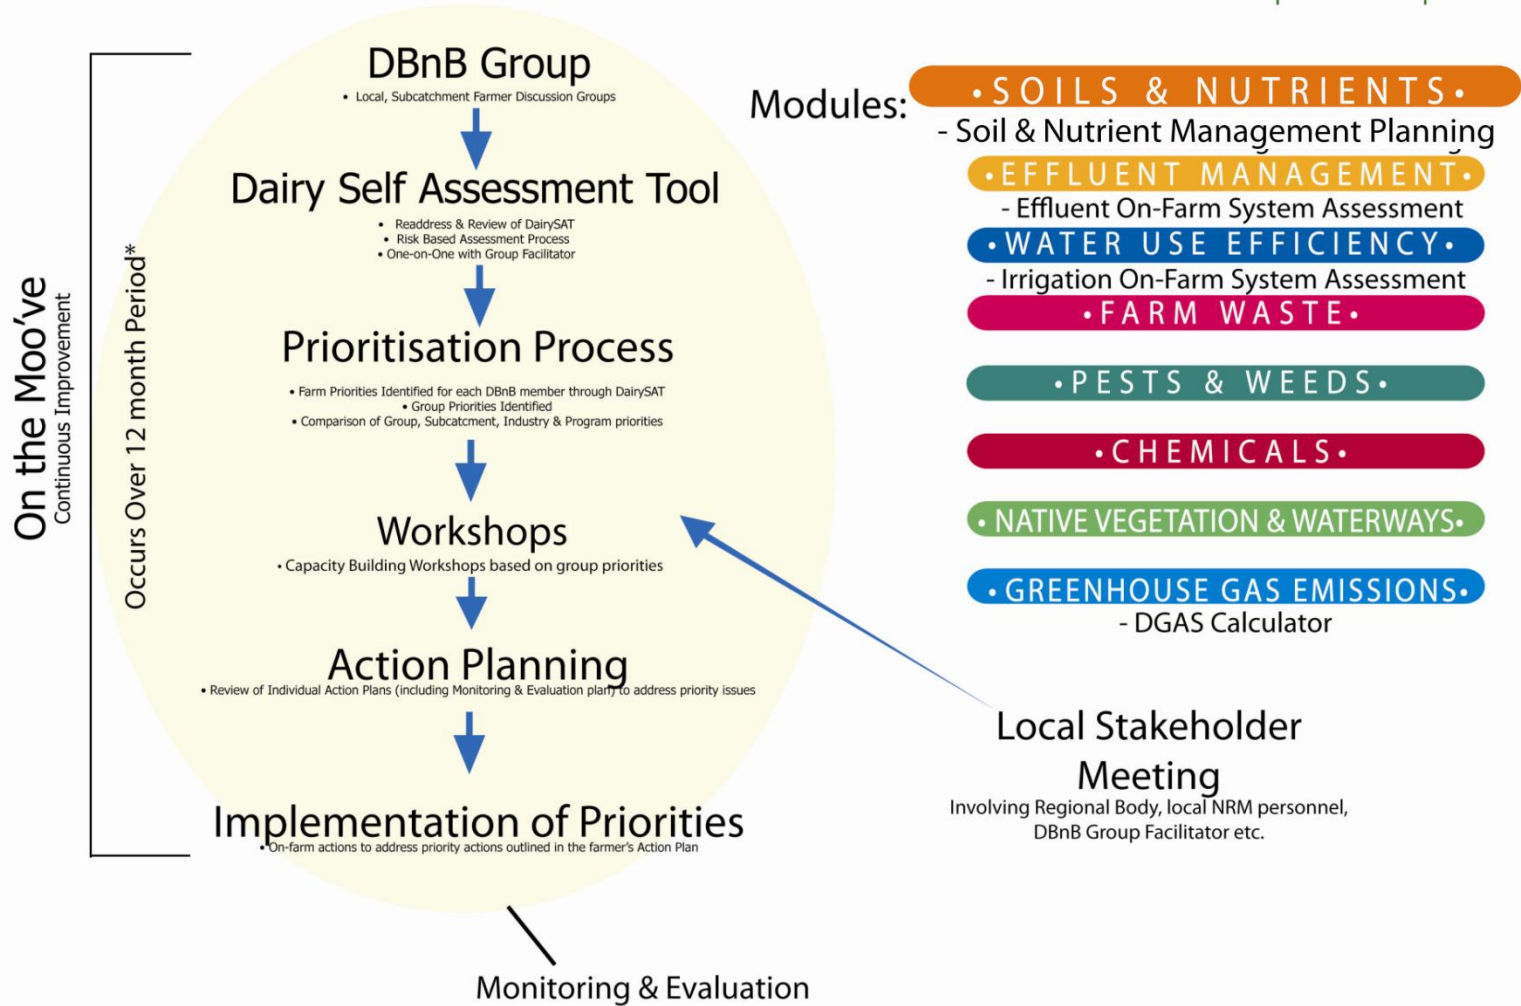 On the Moo've
Continuous Improvement
Occurs Over 12 month Period*
DBnB Group
• Local, Subcatchment Farmer Discussion Groups
Dairy Self Assessment Tool
• Readdress & Review of DairySAT
• Risk Based Assessment Process
• One-on-One with Group Facilitator
Prioritisation Process
• Farm Priorities Identified for each DBnB member through DairySAT
• Group Priorities Identified
• Comparison of Group, Subcatcment, Industry & Program priorities
Workshops
• Capacity Building Workshops based on group priorities
Action Planning
• Review of Individual Action Plans (including Monitoring & Evaluation plan) to address priority issues
Implementation of Priorities
• On-farm actions to address priority actions outlined in the farmer's Action Plan
Monitoring & Evaluation
Modules:
• SOILS & NUTRIENTS •
- Soil & Nutrient Management Planning
• EFFLUENT MANAGEMENT •
- Effluent On-Farm System Assessment
• WATER USE EFFICIENCY •
- Irrigation On-Farm System Assessment
• FARM WASTE •
• PESTS & WEEDS •
• CHEMICALS •
• NATIVE VEGETATION & WATERWAYS •
• GREENHOUSE GAS EMISSIONS •
- DGAS Calculator
Local Stakeholder
Meeting
Involving Regional Body, local NRM personnel,
DBnB Group Facilitator etc.